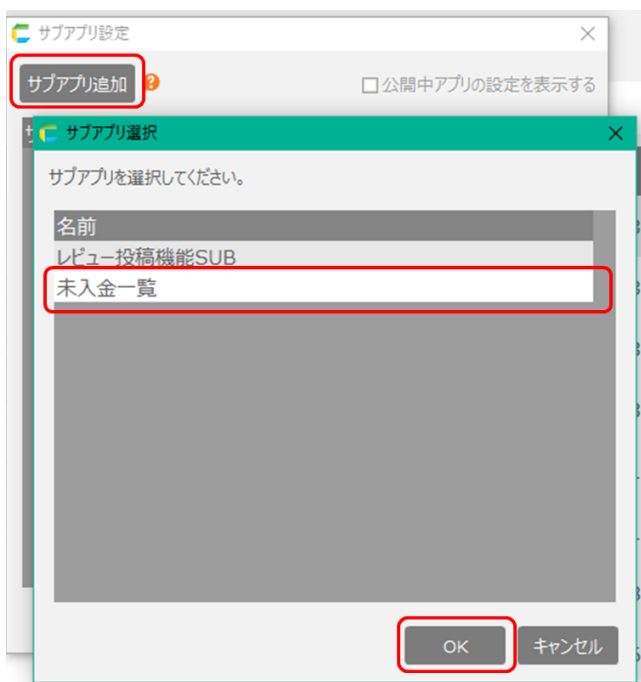 サブアプリ設定
サブアプリ追加
公開中アプリの設定を表示する
サブアプリ選択
サブアプリを選択してください。
名前
レビュー投稿機能SUB
未入金一覧
OK
キャンセル